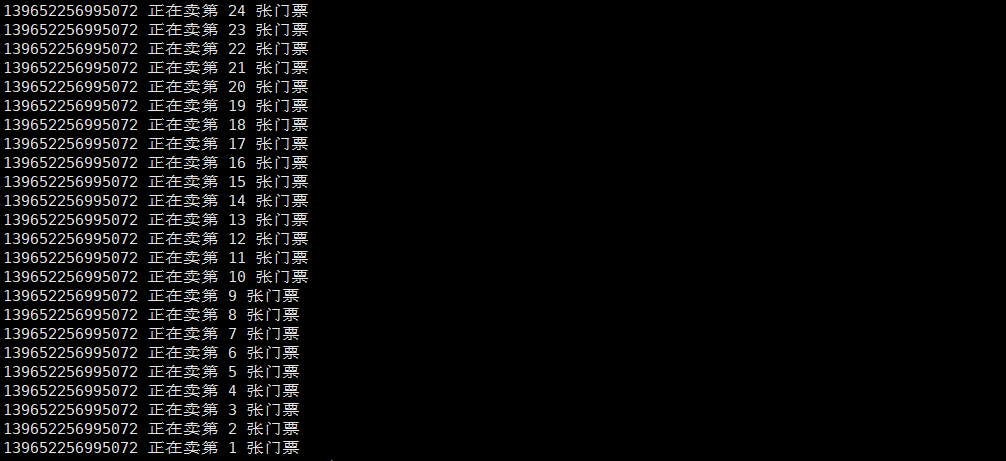 139652256995072 正在卖第 24 张门票
139652256995072 正在卖第 23 张门票
139652256995072 正在卖第 22 张门票
139652256995072 正在卖第 21 张门票
139652256995072 正在卖第 20 张门票
139652256995072 正在卖第 19 张门票
139652256995072 正在卖第 18 张门票
139652256995072 正在卖第 17 张门票
139652256995072 正在卖第 16 张门票
139652256995072 正在卖第 15 张门票
139652256995072 正在卖第 14 张门票
139652256995072 正在卖第 13 张门票
139652256995072 正在卖第 12 张门票
139652256995072 正在卖第 11 张门票
139652256995072 正在卖第 10 张门票
139652256995072 正在卖第 9 张门票
139652256995072 正在卖第 8 张门票
139652256995072 正在卖第 7 张门票
139652256995072 正在卖第 6 张门票
139652256995072 正在卖第 5 张门票
139652256995072 正在卖第 4 张门票
139652256995072 正在卖第 3 张门票
139652256995072 正在卖第 2 张门票
139652256995072 正在卖第 1 张门票